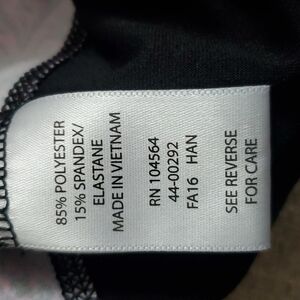 85% POLYESTER
15% SPANDEX/
ELASTANE
MADE IN VIETNAM
RN 104564
44-00292
FA16 HAN
SEE REVERSE
FOR CARE